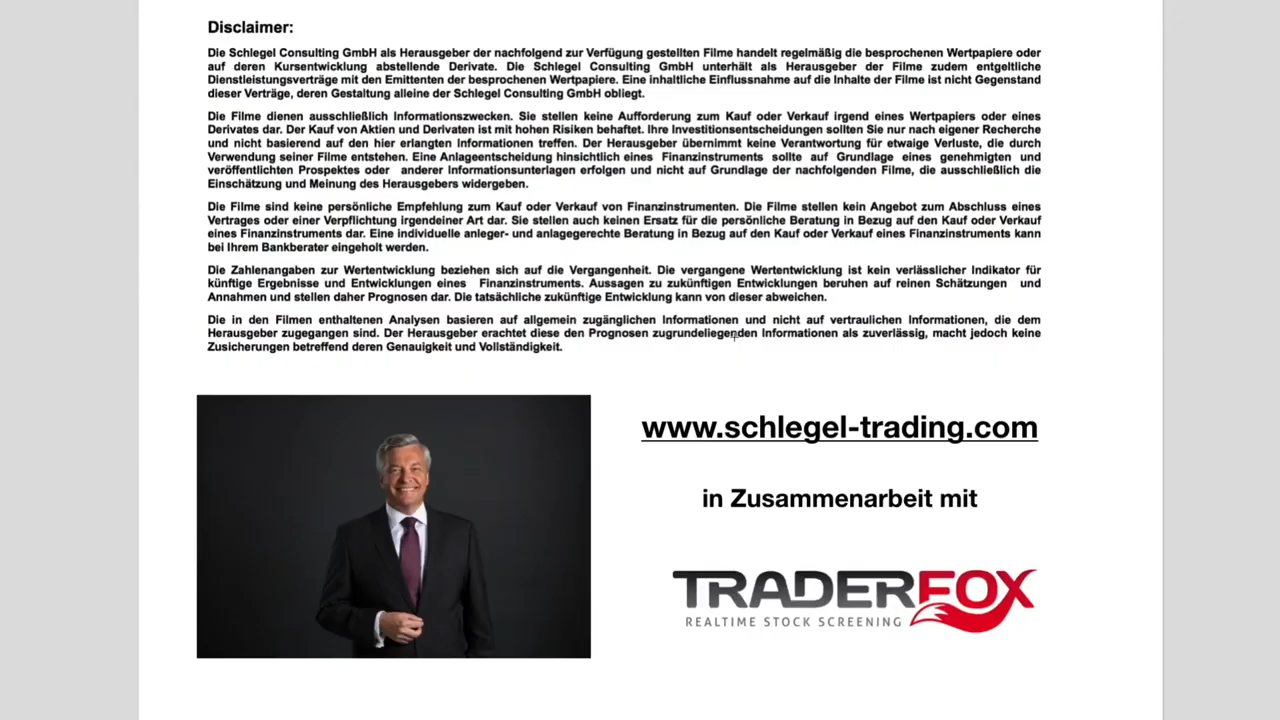 Disclaimer:
Die Schlegel Consulting GmbH als Herausgeber der nachfolgend zur Verfügung gestellten Filme handelt regelmäßig die besprochenen Wertpapiere oder
auf deren Kursentwicklung abstellende Derivate. Die Schlegel Consulting GmbH unterhält als Herausgeber der Filme zudem entgeltliche
Dienstleistungsverträge mit den Emittenten der besprochenen Wertpapiere. Eine inhaltliche Einflussnahme auf die Inhalte der Filme ist nicht Gegenstand
dieser Verträge, deren Gestaltung alleine der Schlegel Consulting GmbH obliegt.
Die Filme dienen ausschließlich Informationszwecken. Sie stellen keine Aufforderung zum Kauf oder Verkauf irgend eines Wertpapiers oder eines
Derivates dar. Der Kauf von Aktien und Derivaten ist mit hohen Risiken behaftet. Ihre Investitionsentscheidungen sollten Sie nur nach eigener Recherche
und nicht basierend auf den hier erlangten Informationen treffen. Der Herausgeber übernimmt keine Verantwortung für etwaige Verluste, die durch
Verwendung seiner Filme entstehen. Eine Anlageentscheidung hinsichtlich eines Finanzinstruments sollte auf Grundlage eines genehmigten und
veröffentlichten Prospektes oder anderer Informationsunterlagen erfolgen und nicht auf Grundlage der nachfolgenden Filme, die ausschließlich die
Einschätzung und Meinung des Herausgebers widergeben.
Die Filme sind keine persönliche Empfehlung zum Kauf oder Verkauf von Finanzinstrumenten. Die Filme stellen kein Angebot zum Abschluss eines
Vertrages oder einer Verpflichtung irgendeiner Art dar. Sie stellen auch keinen Ersatz für die persönliche Beratung in Bezug auf den Kauf oder Verkauf
eines Finanzinstruments dar. Eine individuelle anleger- und anlagegerechte Beratung in Bezug auf den Kauf oder Verkauf eines Finanzinstruments kann
bei Ihrem Bankberater eingeholt werden.
Die Zahlenangaben zur Wertentwicklung beziehen sich auf die Vergangenheit. Die vergangene Wertentwicklung ist kein verlässlicher Indikator für
künftige Ergebnisse und Entwicklungen eines Finanzinstruments. Aussagen zu zukünftigen Entwicklungen beruhen auf reinen Schätzungen und
Annahmen und stellen daher Prognosen dar. Die tatsächliche zukünftige Entwicklung kann von dieser abweichen.
Die in den Filmen enthaltenen Analysen basieren auf allgemein zugänglichen Informationen und nicht auf vertraulichen Informationen, die dem
Herausgeber zugegangen sind. Der Herausgeber erachtet diese den Prognosen zugrundeliegenden Informationen als zuverlässig, macht jedoch keine
Zusicherungen betreffend deren Genauigkeit und Vollständigkeit.
www.schlegel-trading.com
in Zusammenarbeit mit
TRADERFOX
REALTIME STOCK SCREENING